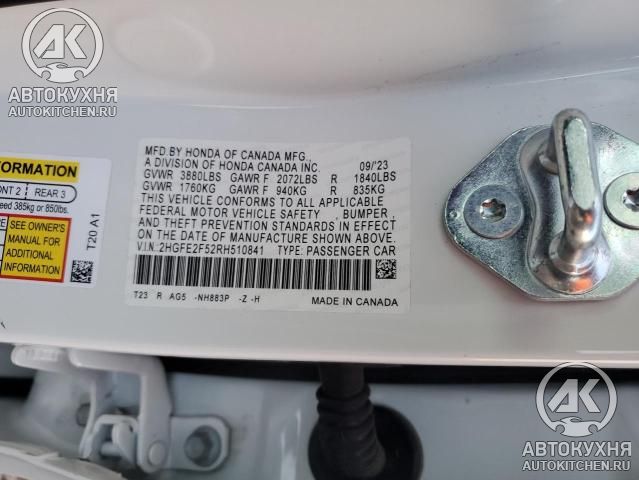 АВТОКУХНЯ
AUTOKITCHEN.RU
MFD.BY HONDA OF CANADA MFG.,
A DIVISION OF HONDA CANADA INC. 09/'23
GVWR 3880LBS GAWR F 2072LBS R 1840LBS
GVWR 1760KG GAWR F 940KG R 835KG
THIS VEHICLE CONFORMS TO ALL APPLICABLE
FEDERAL MOTOR VEHICLE SAFETY , BUMPER,
AND THEFT PREVENTION STANDARDS IN EFFECT
ON THE DATE OF MANUFACTURE SHOWN ABOVE.
V.I.N: 2HGFE2F52RH510841 TYPE: PASSENGER CAR
T23 R AG5 -NH883P -Z -H
MADE IN CANADA
FORMATION
ONT 2 REAR 3
eed 385kg or 850lbs.
SEE OWNER'S
MANUAL FOR
ADDITIONAL
INFORMATION
T20 A1
АК
АВТОКУХНЯ
AUTOKITCHEN.RU